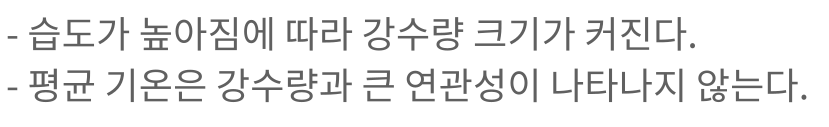 - 습도가 높아짐에 따라 강수량 크기가 커진다.
- 평균 기온은 강수량과 큰 연관성이 나타나지 않는다.